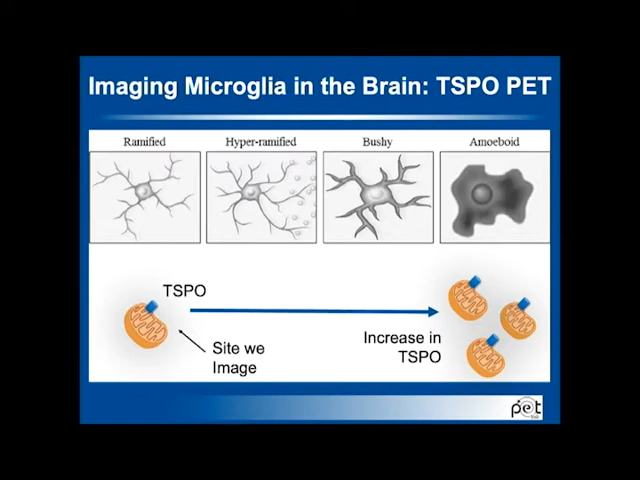 Imaging Microglia in the Brain: TSPO PET
Ramified
Hyper-ramified
Bushy
Amoeboid
TSPO
Site we
Image
Increase in
TSPO
pet